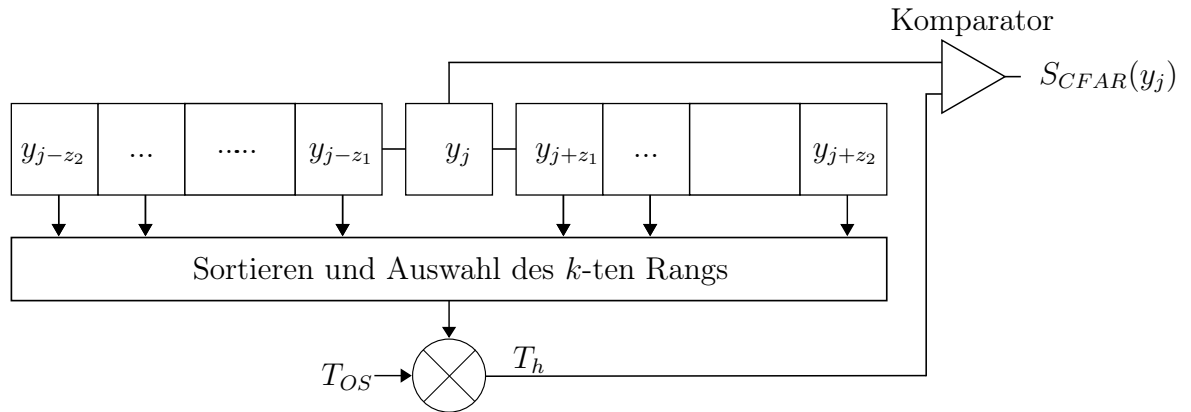 Komparator
$S_{CFAR}(y_j)$
$y_{j-z_2}$ ... ..... $y_{j-z_1}$ $y_j$ $y_{j+z_1}$ ... $y_{j+z_2}$
Sortieren und Auswahl des $k$-ten Rangs
$T_{OS}$ $T_h$